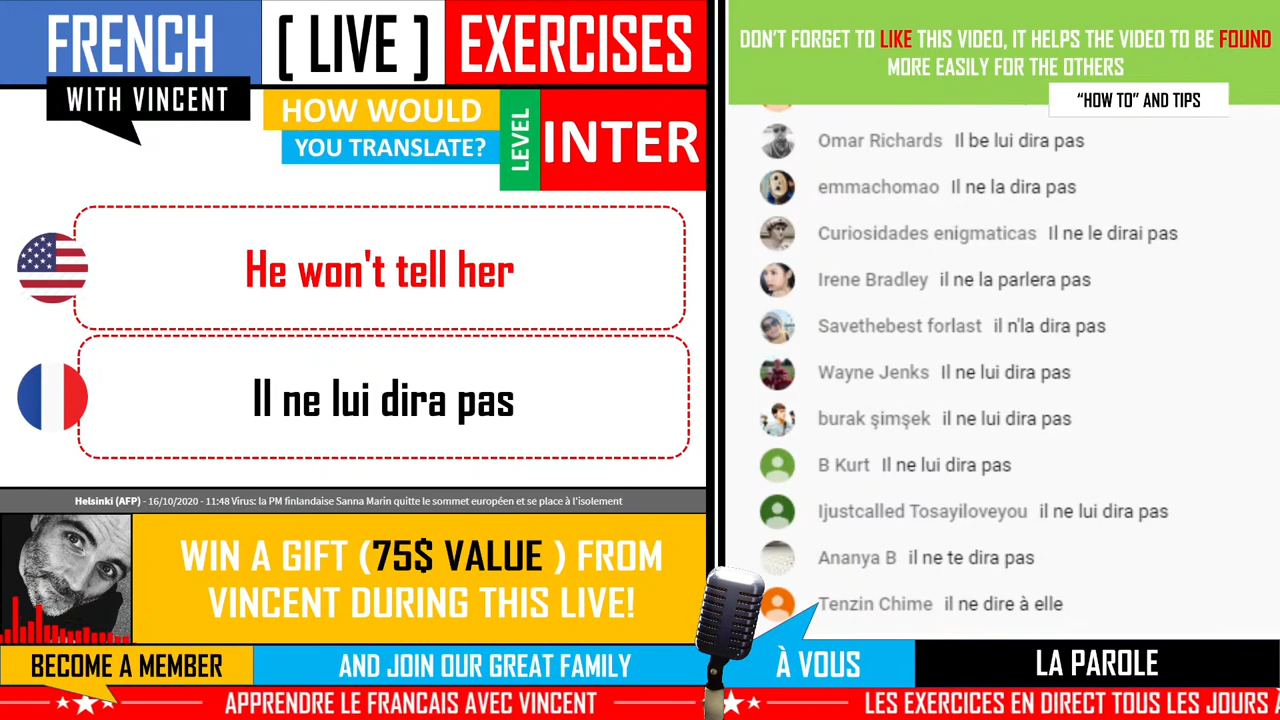 FRENCH
WITH VINCENT
[ LIVE ]
EXERCISES
HOW WOULD
YOU TRANSLATE?
LEVEL
INTER
He won't tell her
Il ne lui dira pas
Helsinki (AFP) - 16/10/2020 - 11:48 Virus: la PM finlandaise Sanna Marin quitte le sommet européen et se place à l'isolement
WIN A GIFT (75$ VALUE ) FROM
VINCENT DURING THIS LIVE!
BECOME A MEMBER
AND JOIN OUR GREAT FAMILY
APPRENDRE LE FRANCAIS AVEC VINCENT
DON'T FORGET TO LIKE THIS VIDEO, IT HELPS THE VIDEO TO BE FOUND
MORE EASILY FOR THE OTHERS
“HOW TO” AND TIPS
Omar Richards Il be lui dira pas
emmachomao Il ne la dira pas
Curiosidades enigmaticas Il ne le dirai pas
Irene Bradley il ne la parlera pas
Savethebest forlast il n'la dira pas
Wayne Jenks Il ne lui dira pas
burak şimşek il ne lui dira pas
B Kurt Il ne lui dira pas
Ijustcalled Tosayiloveyou il ne lui dira pas
Ananya B il ne te dira pas
Tenzin Chime il ne dire à elle
À VOUS
LA PAROLE
LES EXERCICES EN DIRECT TOUS LES JOURS À